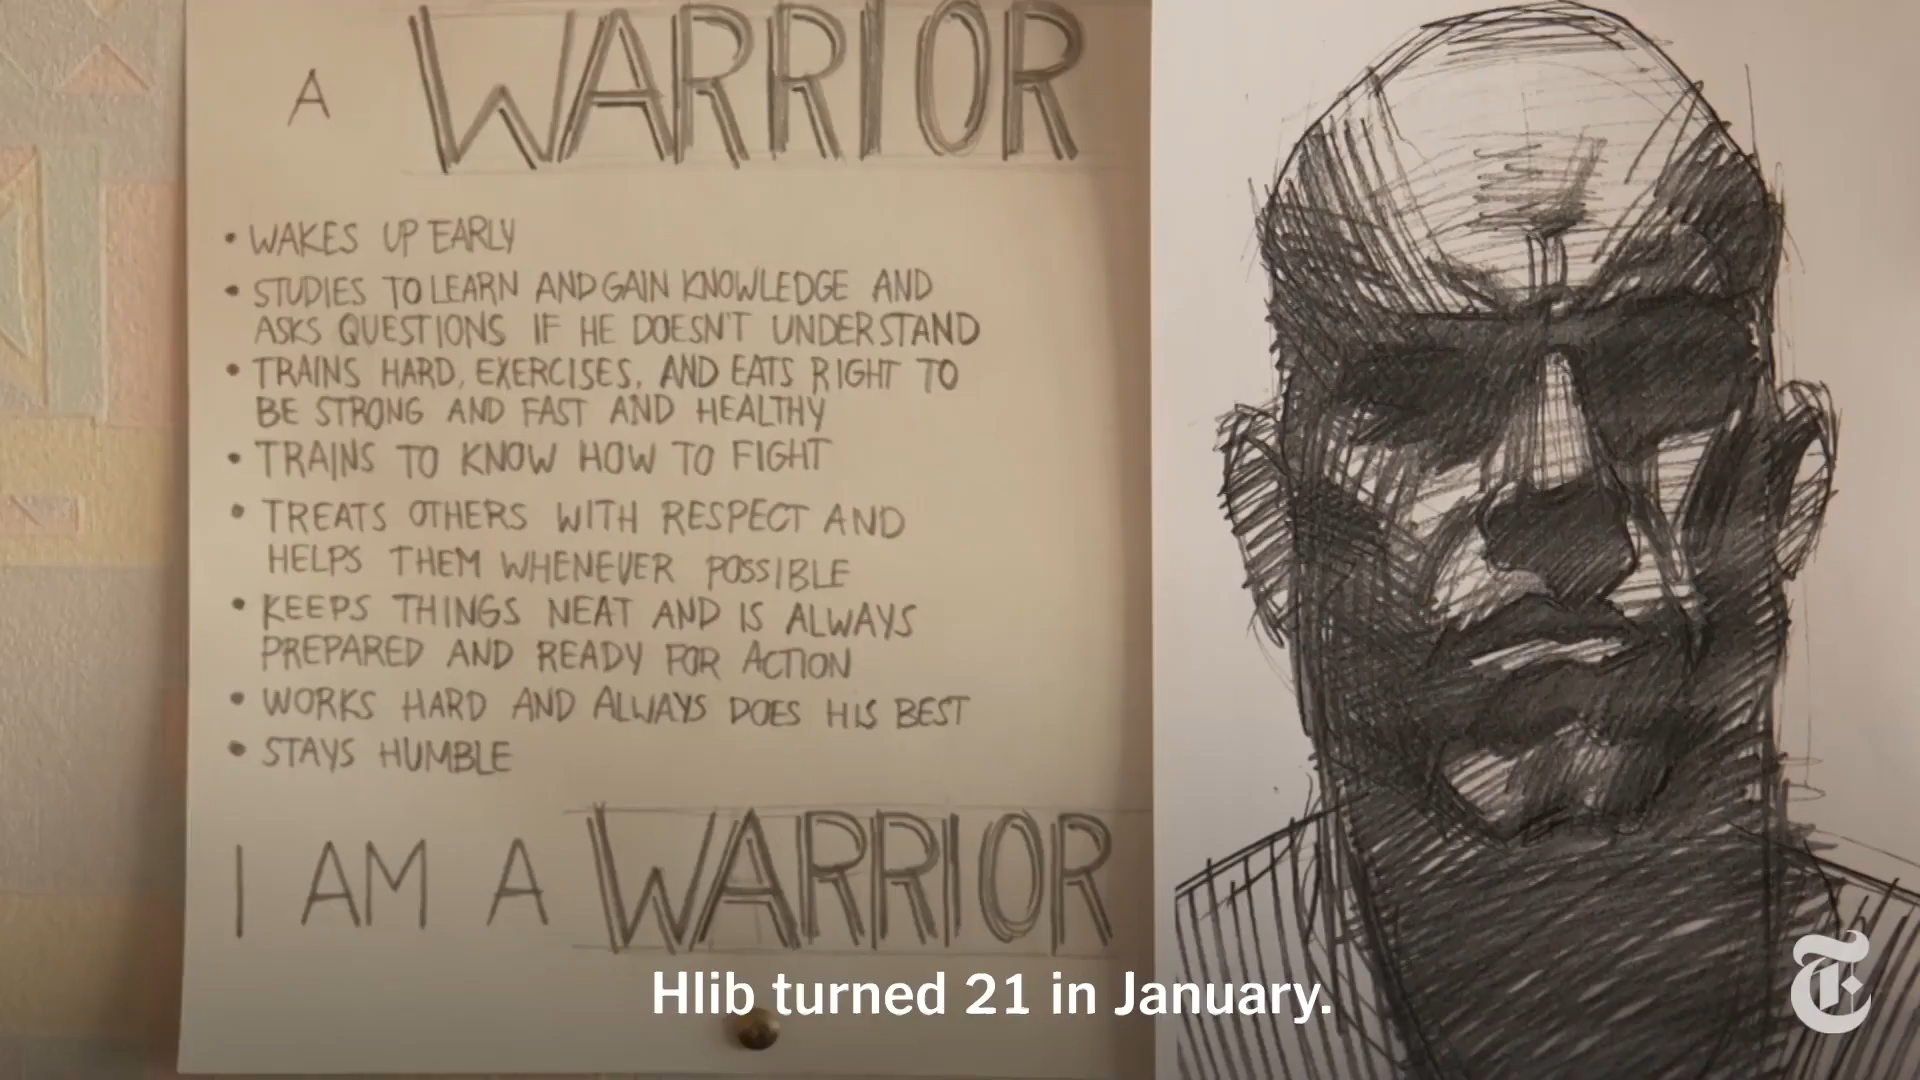 A WARRIOR
• WAKES UP EARLY
• STUDIES TO LEARN AND GAIN KNOWLEDGE AND
ASKS QUESTIONS IF HE DOESN'T UNDERSTAND
• TRAINS HARD, EXERCISES, AND EATS RIGHT TO
BE STRONG AND FAST AND HEALTHY
• TRAINS TO KNOW HOW TO FIGHT
• TREATS OTHERS WITH RESPECT AND
HELPS THEM WHENEVER POSSIBLE
• KEEPS THINGS NEAT AND IS ALWAYS
PREPARED AND READY FOR ACTION
• WORKS HARD AND ALWAYS DOES HIS BEST
• STAYS HUMBLE
I AM A WARRIOR
Hlib turned 21 in January.
T